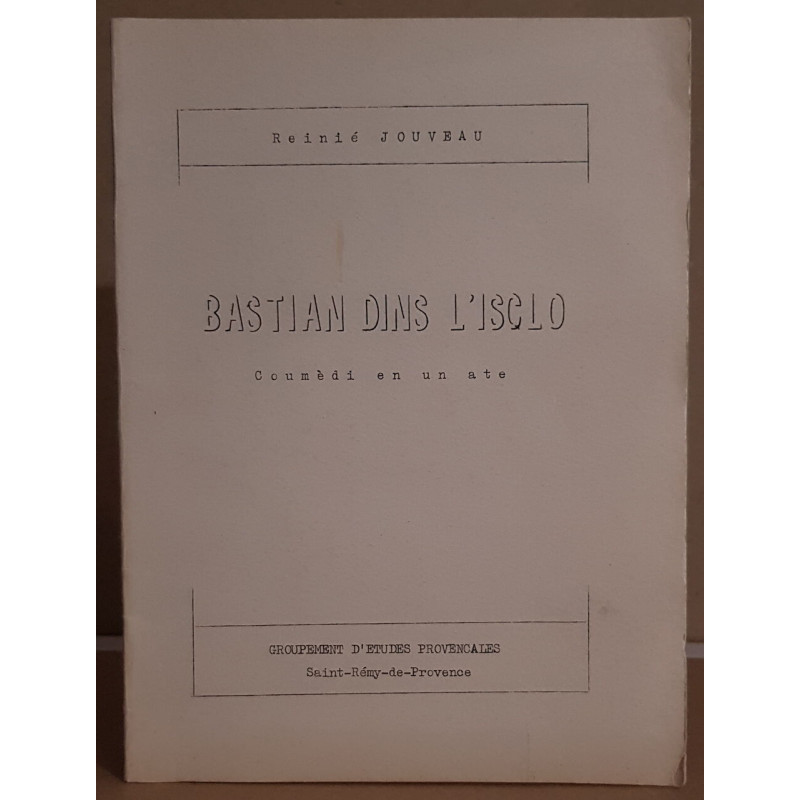 Reinié JOUVEAU
BASTIAN DINS L'ISCLO
Coumèdi en un ate
GROUPEMENT D'ETUDES PROVENCALES
Saint-Rémy-de-Provence